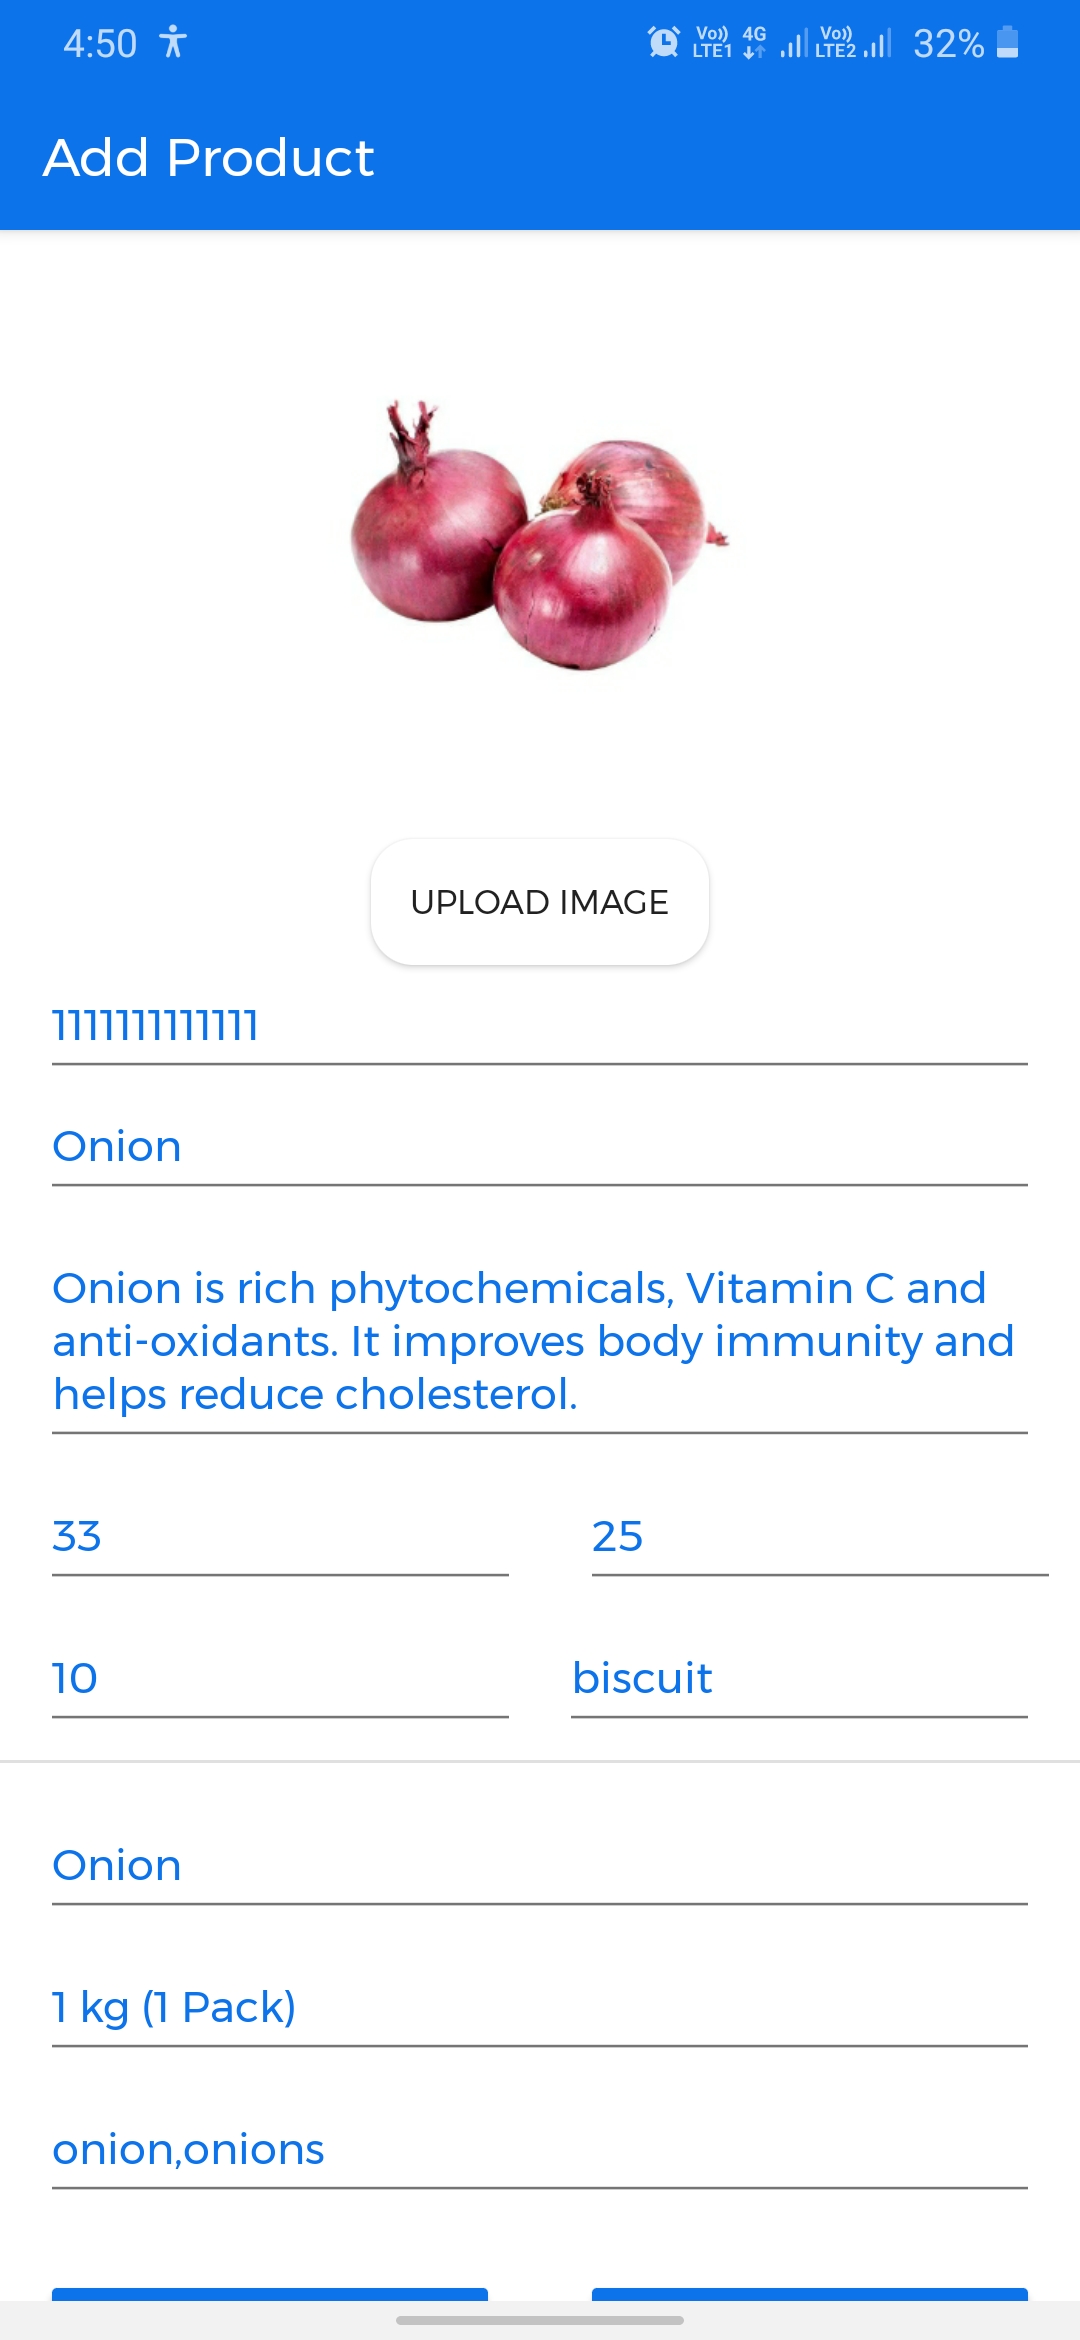 4:50
Vo)) LTE1 4G Vo)) LTE2 32%
Add Product
UPLOAD IMAGE
1111111111111
Onion
Onion is rich phytochemicals, Vitamin C and
anti-oxidants. It improves body immunity and
helps reduce cholesterol.
33 25
10 biscuit
Onion
1 kg (1 Pack)
onion,onions